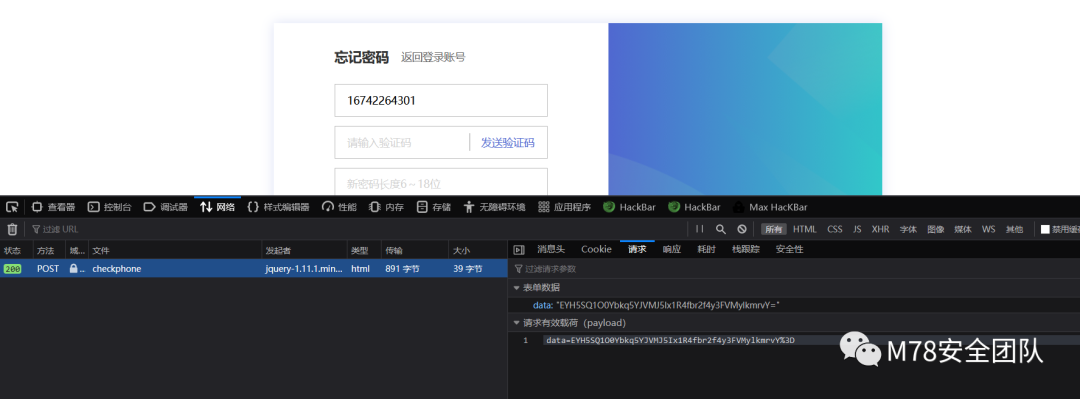 忘记密码 返回登录账号
16742264301
请输入验证码 发送验证码
新密码长度6-18位
查看器 控制台 调试器 网络 样式编辑器 性能 内存 存储 无障碍环境 应用程序 HackBar HackBar Max HacKBar
过滤 URL 所有 HTML CSS JS XHR 字体 图像 媒体 WS 其他 禁用缓
状态 方法 域... 文件 发起者 类型 传输 大小 消息头 Cookie 请求 响应 耗时 栈跟踪 安全性
200 POST ... checkphone jquery-1.11.1.min... html 891 字节 39 字节 过滤请求参数
表单数据
data: "EYH5SQ1O0Ybkq5YJVMJ5Ix1R4fbr2f4y3FVMylkmrvY="
请求有效载荷（payload）
1 data=EYH5SQ1O0Ybkq5YJVMJ5Ix1R4fbr2f4y3FVMylkmrvY%3D
M78安全团队